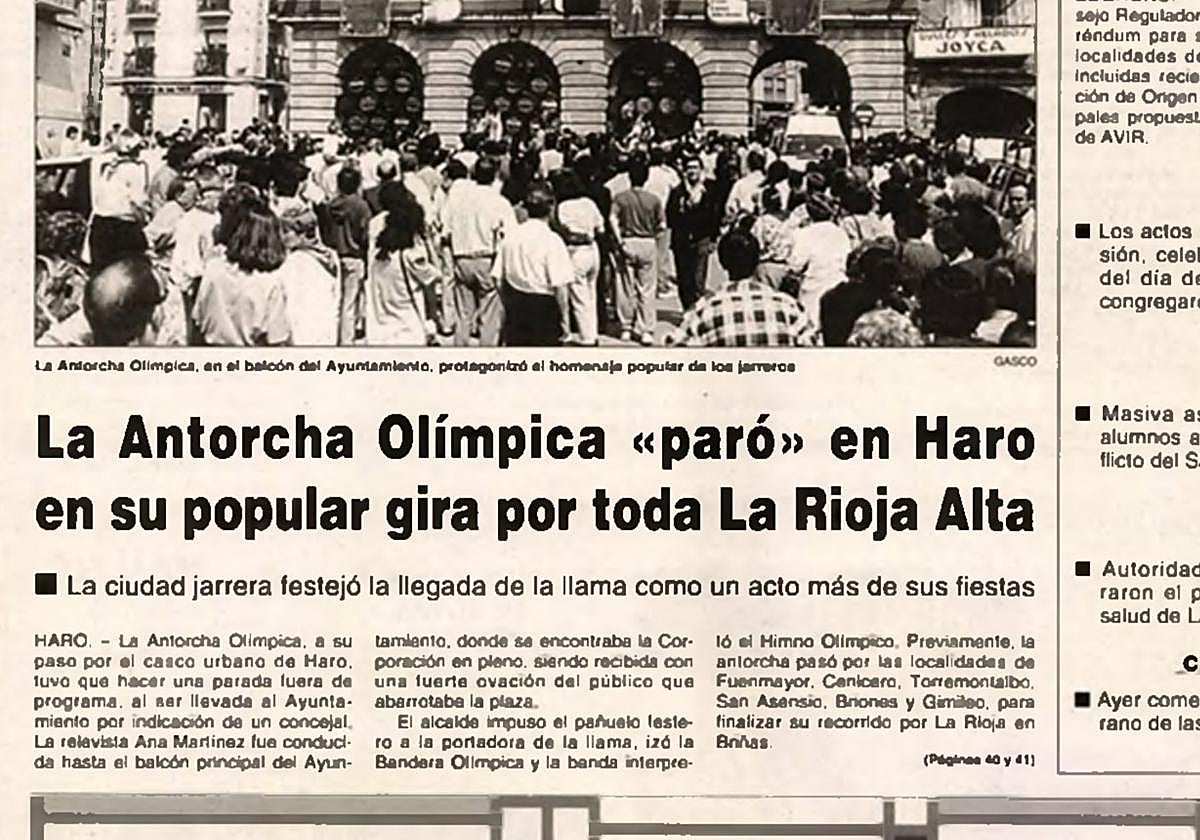 JOYCA
La Antorcha Olímpica, en el balcón del Ayuntamiento, protagonizó el homenaje popular de los jarreros
GASCO
La Antorcha Olímpica «paró» en Haro
en su popular gira por toda La Rioja Alta
■ La ciudad jarrera festejó la llegada de la llama como un acto más de sus fiestas
HARO. – La Antorcha Olímpica, a su
paso por el casco urbano de Haro,
tuvo que hacer una parada fuera de
programa, al ser llevada al Ayunta-
miento por indicación de un concejal.
La relevista Ana Martínez fue conduci-
da hasta el balcón principal del Ayun-
tamiento, donde se encontraba la Cor-
poración en pleno, siendo recibida con
una fuerte ovación del público que
abarrotaba la plaza.
El alcalde impuso el pañuelo feste-
ro a la portadora de la llama, izó la
Bandera Olímpica y la banda interpre-
tó el Himno Olímpico. Previamente, la
antorcha pasó por las localidades de
Fuenmayor, Cenicero, Torremontalbo,
San Asensio, Briones y Gimileo, para
finalizar su recorrido por La Rioja en
Briñas.
(Páginas 40 y 41)
sejo Regulador
réndum para s
localidades de
incluidas recie
ción de Origen
pales propuest
de AVIR.
■ Los actos
sión, celeb
del día de
congregaro
■ Masiva as
alumnos a
flicto del Sa
■ Autoridad
raron el p
salud de La
■ Ayer come
rano de las